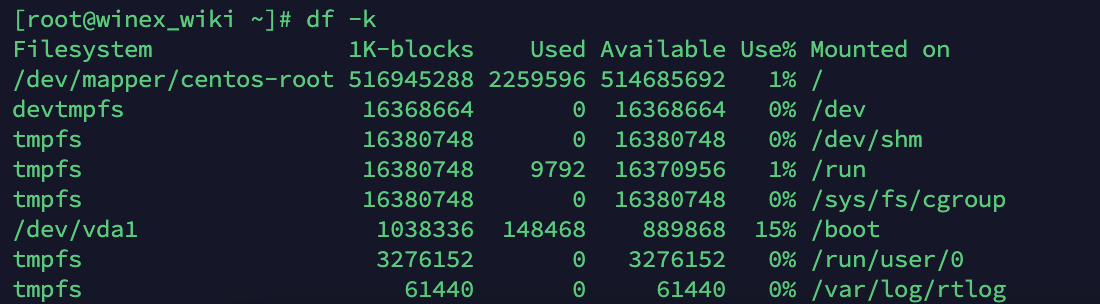 [root@winex_wiki ~]# df -k
Filesystem              1K-blocks    Used Available Use% Mounted on
/dev/mapper/centos-root 516945288 2259596 514685692   1% /
devtmpfs                 16368664       0  16368664   0% /dev
tmpfs                    16380748       0  16380748   0% /dev/shm
tmpfs                    16380748    9792  16370956   1% /run
tmpfs                    16380748       0  16380748   0% /sys/fs/cgroup
/dev/vda1                 1038336  148468    889868  15% /boot
tmpfs                     3276152       0   3276152   0% /run/user/0
tmpfs                       61440       0     61440   0% /var/log/rtlog